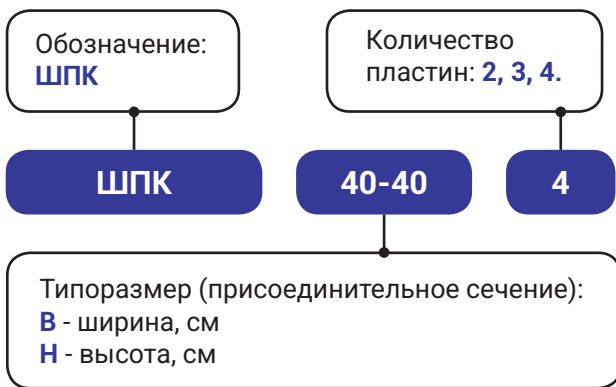 Обозначение:
ШПК
Количество
пластин: 2, 3, 4.
ШПК
40-40
4
Типоразмер (присоединительное сечение):
В - ширина, см
Н - высота, см